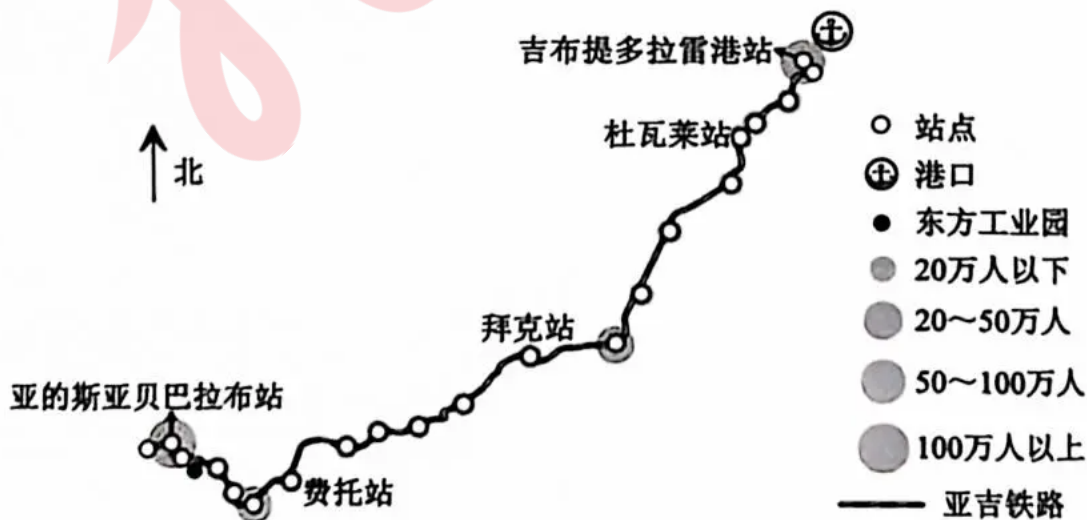 吉布提多拉雷港站
杜瓦莱站
北
拜克站
亚的斯亚贝巴拉布站
费托站
站点
港口
东方工业园
20万人以下
20～50万人
50～100万人
100万人以上
亚吉铁路